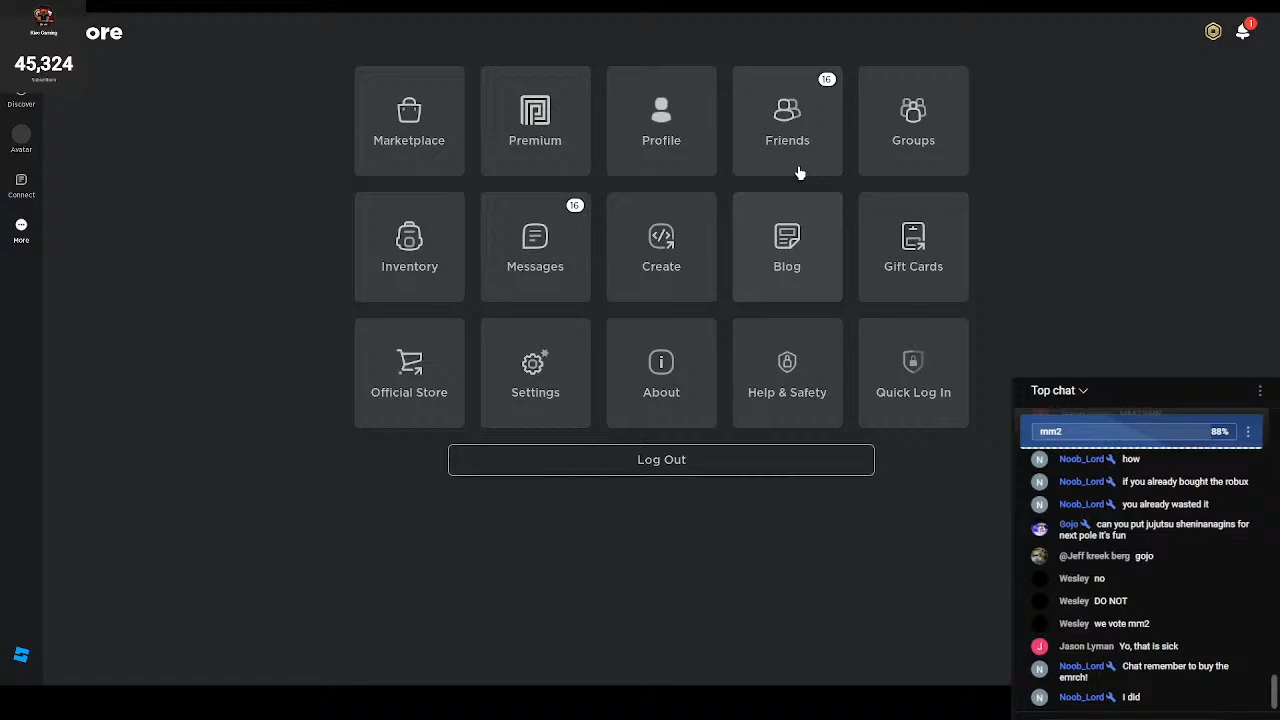 Kiwo Gaming
ore
1
45,324
Subscribers
Discover
Avatar
Connect
More
Marketplace
Premium
Profile
16
Friends
Groups
Inventory
16
Messages
Create
Blog
Gift Cards
Official Store
Settings
About
Help & Safety
Quick Log In
Log Out
Top chat
mm2 88%
N Noob_Lord how
N Noob_Lord if you already bought the robux
N Noob_Lord you already wasted it
Gojo can you put jujutsu sheninanagins for
next pole it's fun
@Jeff kreek berg gojo
Wesley no
Wesley DO NOT
Wesley we vote mm2
J Jason Lyman Yo, that is sick
N Noob_Lord Chat remember to buy the
emrch!
N Noob_Lord I did